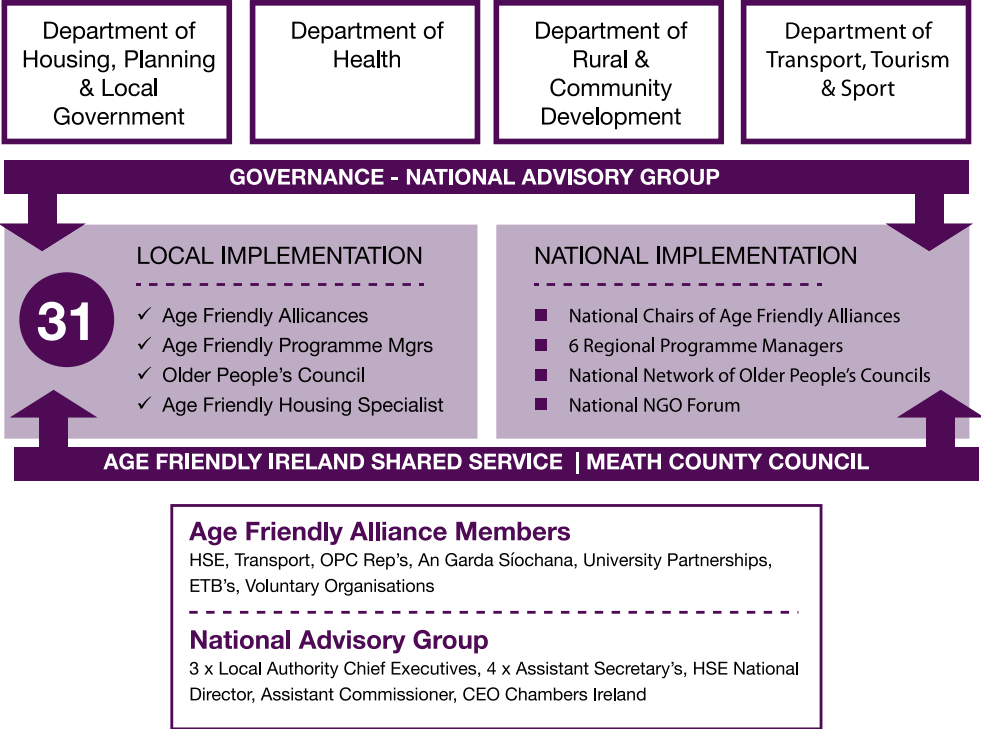 Department of
Housing, Planning
& Local
Government
Department of
Health
Department of
Rural &
Community
Development
Department of
Transport, Tourism
& Sport
GOVERNANCE - NATIONAL ADVISORY GROUP
31
LOCAL IMPLEMENTATION
✓ Age Friendly Allicances
✓ Age Friendly Programme Mgrs
✓ Older People's Council
✓ Age Friendly Housing Specialist
NATIONAL IMPLEMENTATION
■ National Chairs of Age Friendly Alliances
■ 6 Regional Programme Managers
■ National Network of Older People's Councils
■ National NGO Forum
AGE FRIENDLY IRELAND SHARED SERVICE | MEATH COUNTY COUNCIL
Age Friendly Alliance Members
HSE, Transport, OPC Rep's, An Garda Síochana, University Partnerships,
ETB's, Voluntary Organisations
National Advisory Group
3 x Local Authority Chief Executives, 4 x Assistant Secretary's, HSE National
Director, Assistant Commissioner, CEO Chambers Ireland